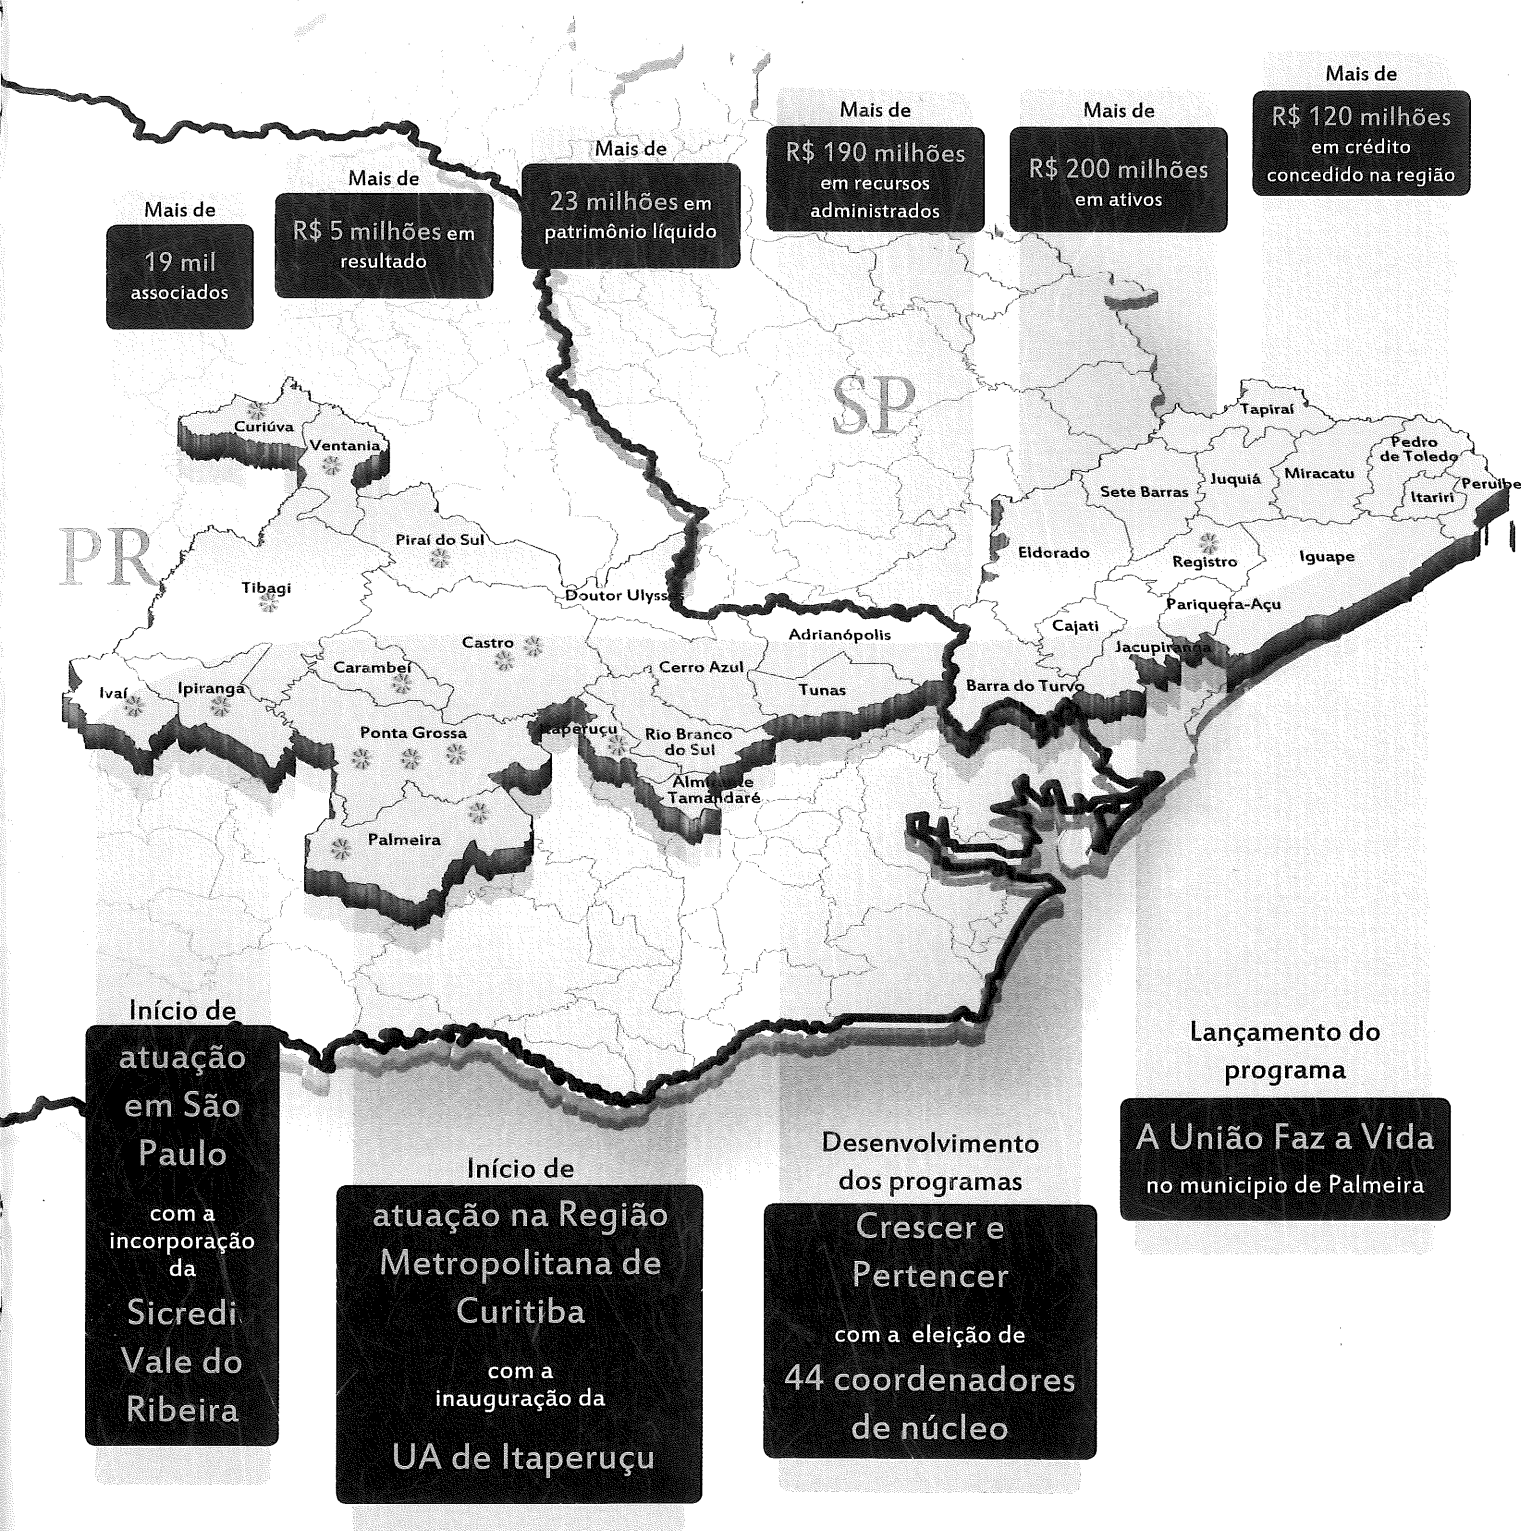 Mais de
R$ 120 milhões
em crédito
concedido na região
Mais de
R$ 190 milhões
em recursos
administrados
Mais de
R$ 200 milhões
em ativos
Mais de
23 milhões em
patrimônio líquido
Mais de
R$ 5 milhões em
resultado
Mais de
19 mil
associados
SP
PR
Curiúva
Ventania
Tapiraí
Pedro
de Toledo
Peruíbe
Itariri
Miracatu
Juquiá
Sete Barras
Piraí do Sul
Eldorado
Registro
Iguape
Tibagi
Doutor Ulysses
Pariquera-Açu
Cajati
Adrianópolis
Castro
Jacupiranga
Carambeí
Cerro Azul
Ivaí
Ipiranga
Tunas
Barra do Turvo
Ponta Grossa
Itaperuçu
Rio Branco
do Sul
Almirante
Tamandaré
Palmeira
Início de
atuação
em São
Paulo
com a
incorporação
da
Sicredi
Vale do
Ribeira
Início de
atuação na Região
Metropolitana de
Curitiba
com a
inauguração da
UA de Itaperuçu
Desenvolvimento
dos programas
Crescer e
Pertencer
com a eleição de
44 coordenadores
de núcleo
Lançamento do
programa
A União Faz a Vida
no municipio de Palmeira